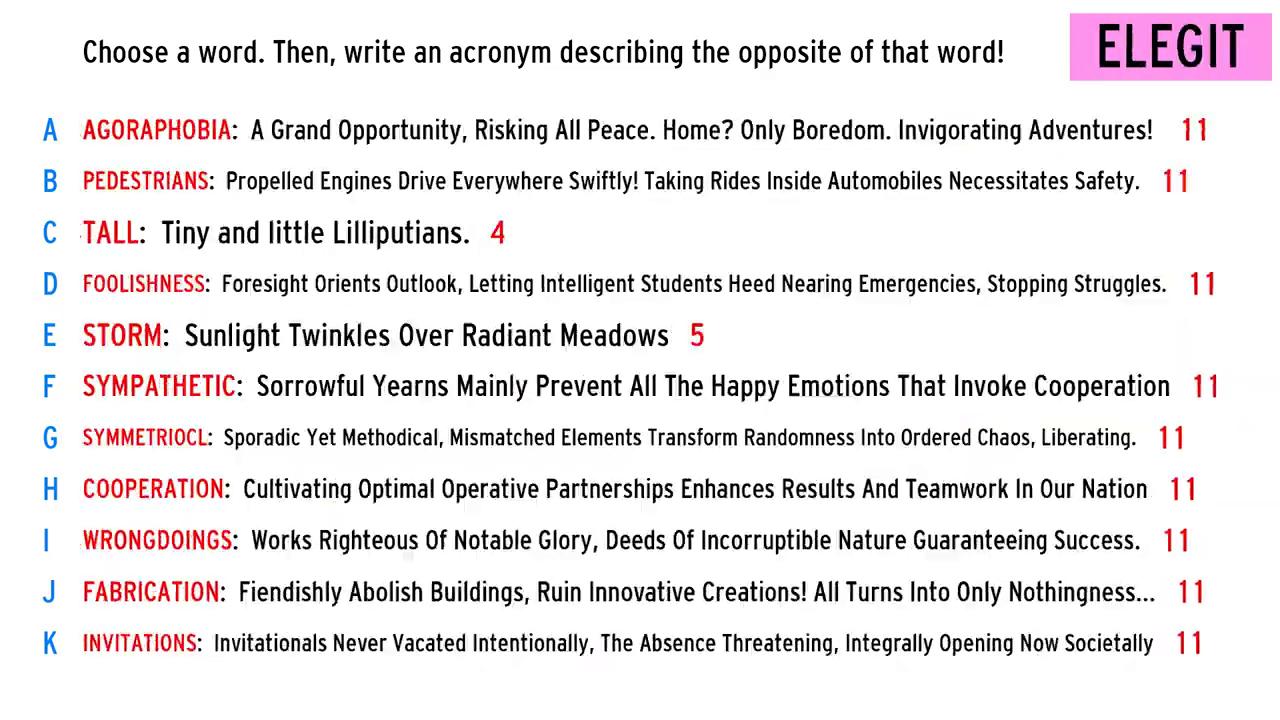 Choose a word. Then, write an acronym describing the opposite of that word!
ELEGIT
A AGORAPHOBIA: A Grand Opportunity, Risking All Peace. Home? Only Boredom. Invigorating Adventures! 11
B PEDESTRIANS: Propelled Engines Drive Everywhere Swiftly! Taking Rides Inside Automobiles Necessitates Safety. 11
C TALL: Tiny and little Lilliputians. 4
D FOOLISHNESS: Foresight Orients Outlook, Letting Intelligent Students Heed Nearing Emergencies, Stopping Struggles. 11
E STORM: Sunlight Twinkles Over Radiant Meadows 5
F SYMPATHETIC: Sorrowful Yearns Mainly Prevent All The Happy Emotions That Invoke Cooperation 11
G SYMMETRIOCL: Sporadic Yet Methodical, Mismatched Elements Transform Randomness Into Ordered Chaos, Liberating. 11
H COOPERATION: Cultivating Optimal Operative Partnerships Enhances Results And Teamwork In Our Nation 11
I WRONGDOINGS: Works Righteous Of Notable Glory, Deeds Of Incorruptible Nature Guaranteeing Success. 11
J FABRICATION: Fiendishly Abolish Buildings, Ruin Innovative Creations! All Turns Into Only Nothingness... 11
K INVITATIONS: Invitationals Never Vacated Intentionally, The Absence Threatening, Integrally Opening Now Societally 11